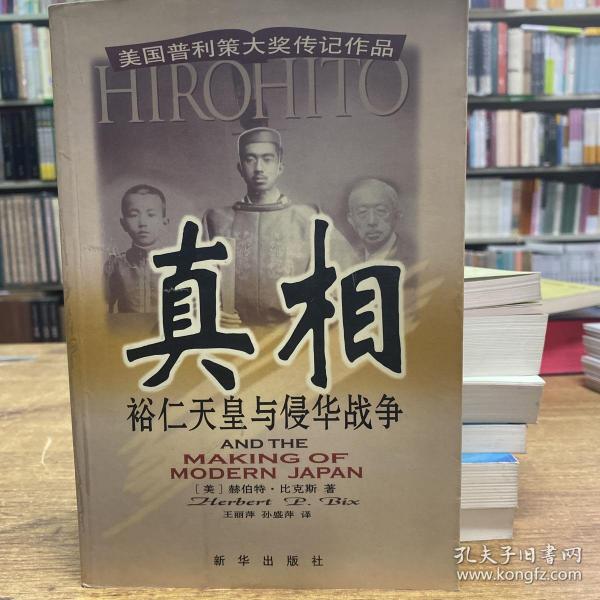 美国普利策大奖传记作品
HIROHITO
真相
裕仁天皇与侵华战争
AND THE
MAKING OF
MODERN JAPAN
［美］赫伯特·比克斯 著
Herbert P. Bix
王丽萍 孙盛萍 译
新华出版社
孔夫子旧书网
www.kongfz.com